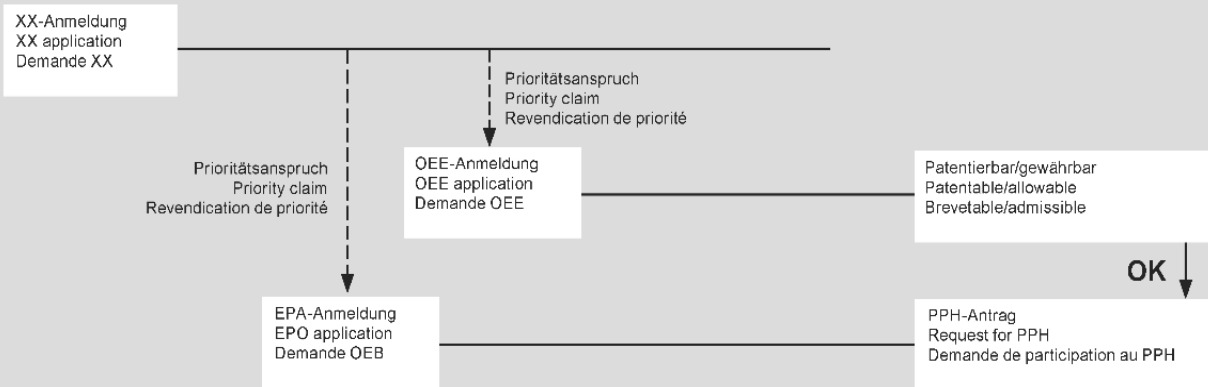 XX-Anmeldung
XX application
Demande XX
Prioritätsanspruch
Priority claim
Revendication de priorité
Prioritätsanspruch
Priority claim
Revendication de priorité
OEE-Anmeldung
OEE application
Demande OEE
Patentierbar/gewährbar
Patentable/allowable
Brevetable/admissible
OK
EPA-Anmeldung
EPO application
Demande OEB
PPH-Antrag
Request for PPH
Demande de participation au PPH